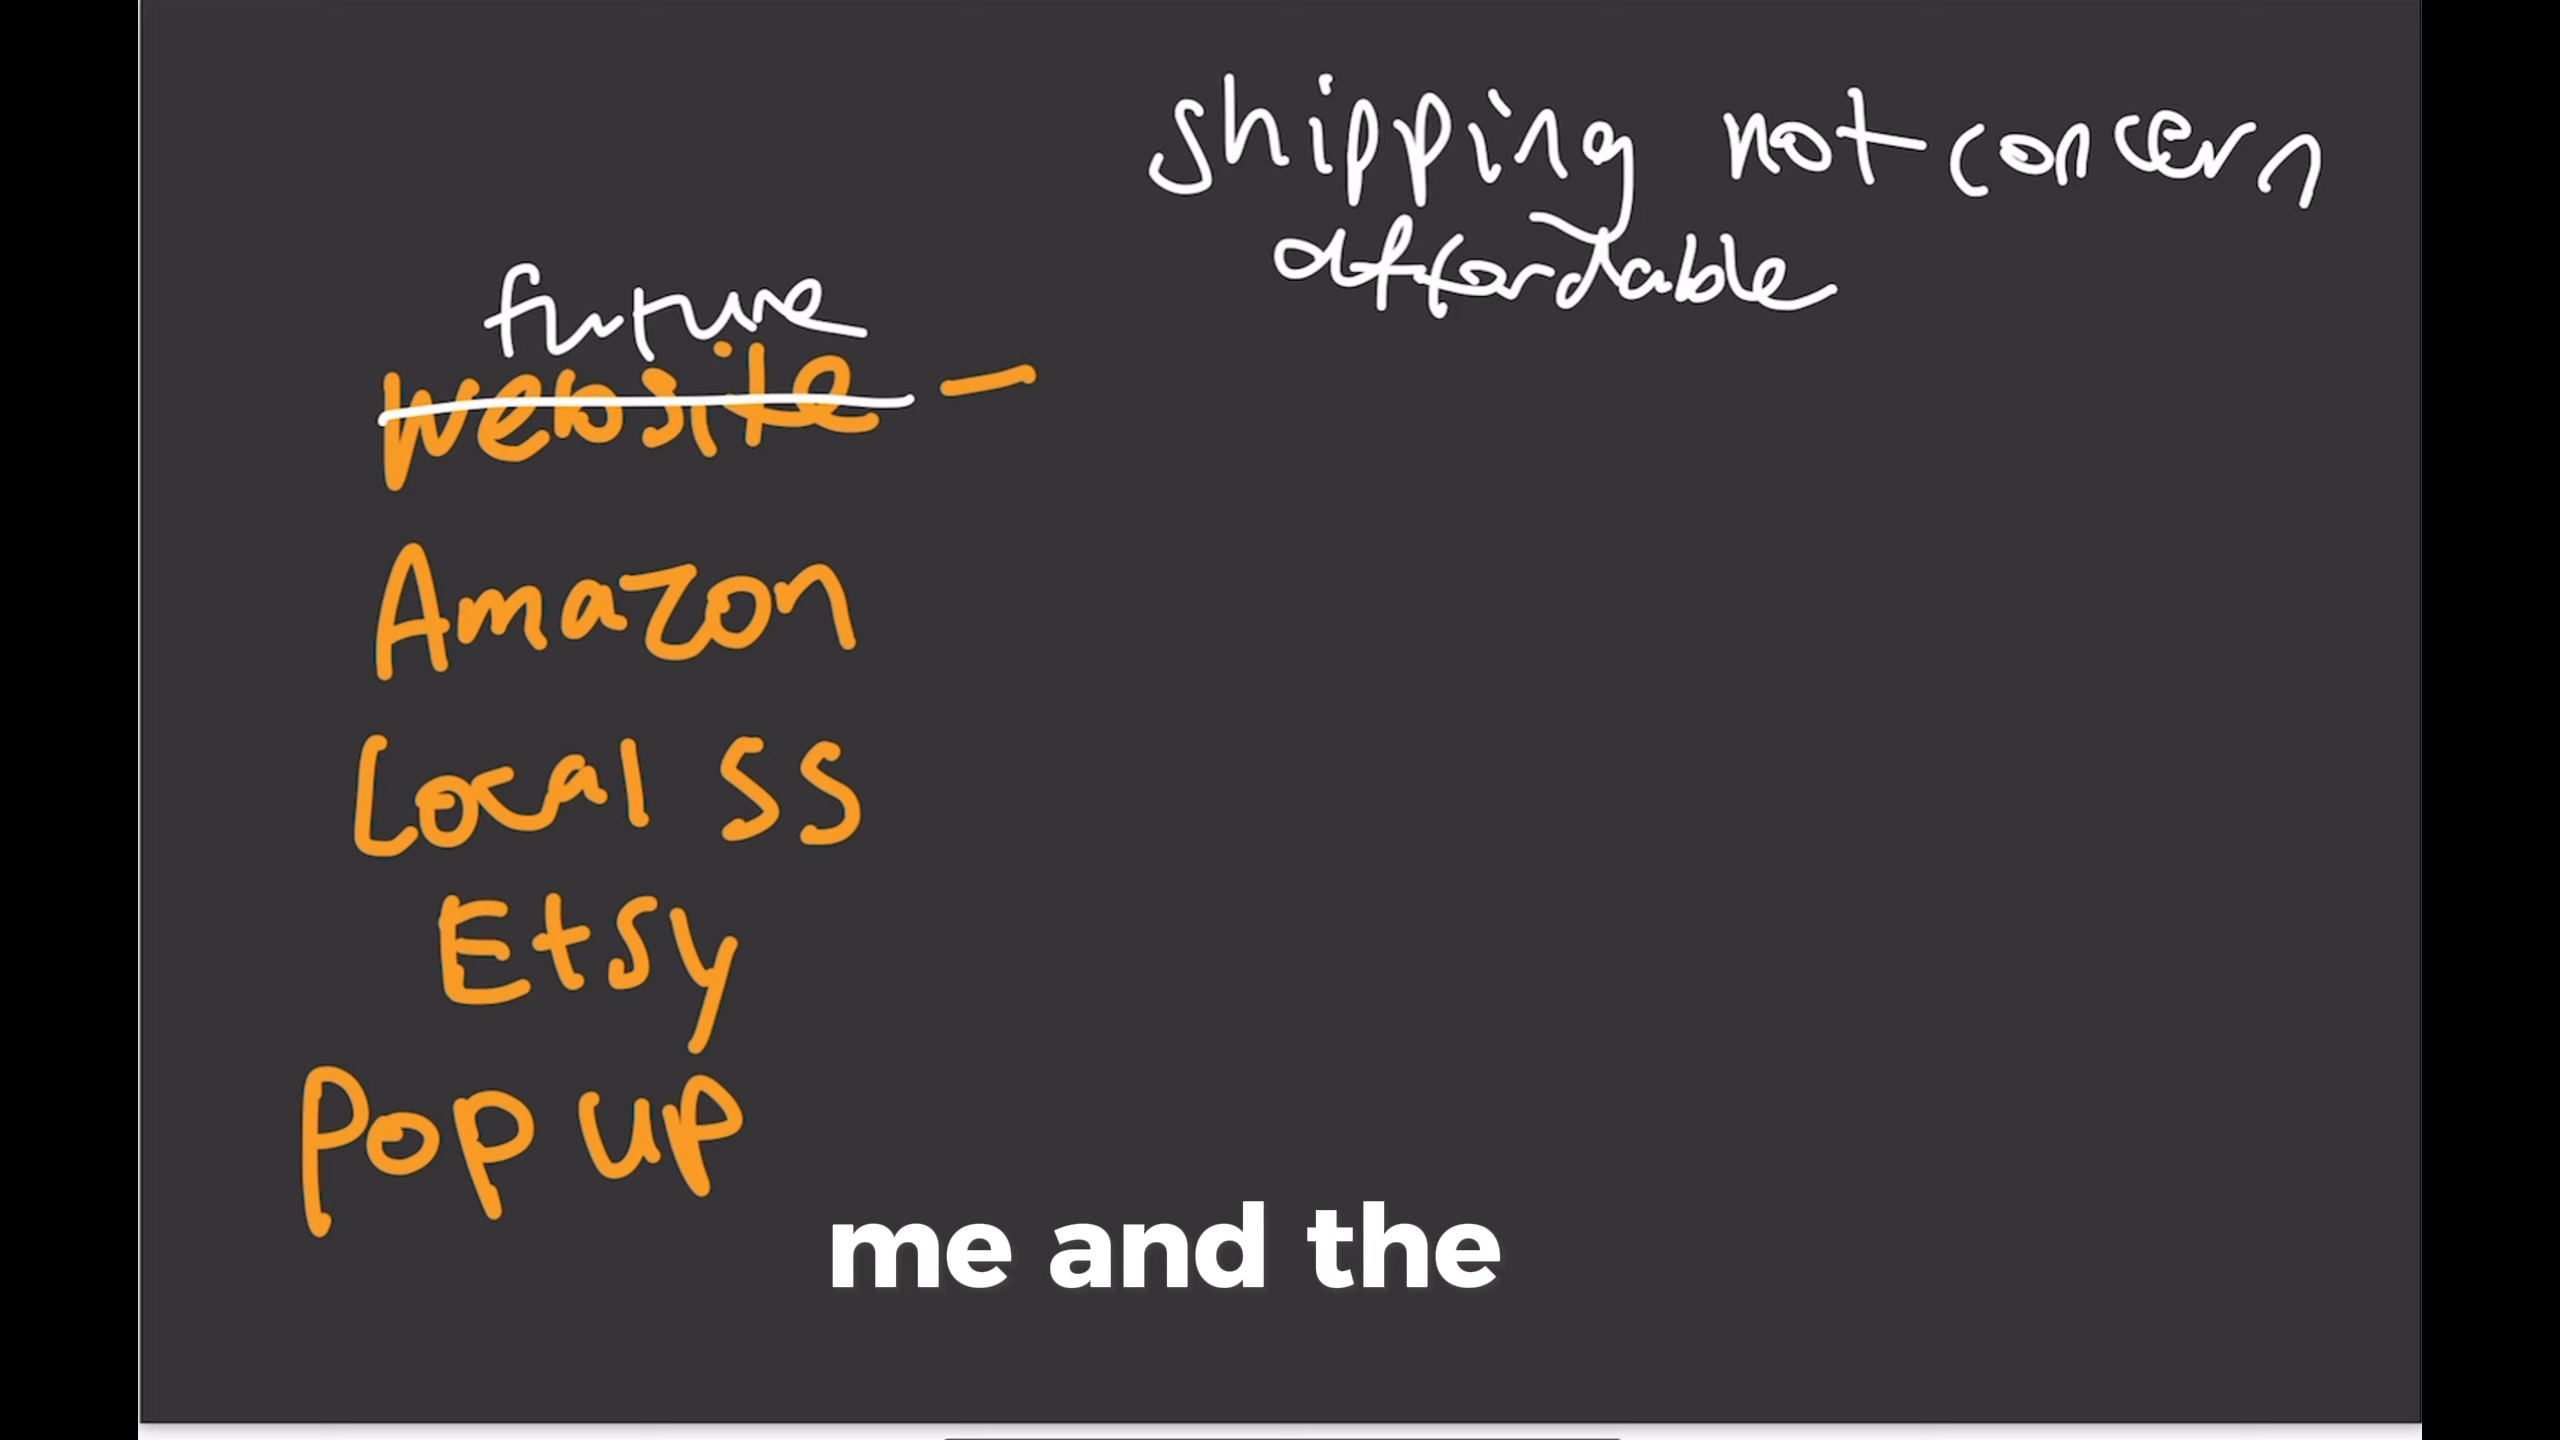 shipping not concern
affordable
future
website -
Amazon
Local SS
Etsy
Pop up
me and the